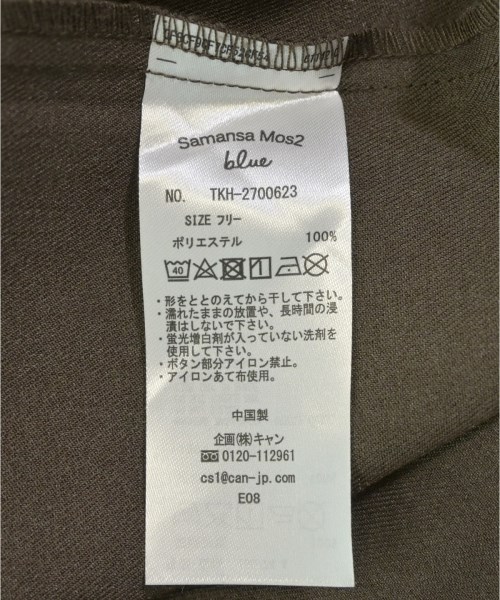 Samansa Mos2
blue
NO. TKH-2700623
SIZE フリー
ポリエステル 100%
40
・形をととのえてから干して下さい。
・濡れたままの放置や、長時間の浸
漬はしないで下さい。
・蛍光増白剤が入っていない洗剤を
使用して下さい。
・ボタン部分アイロン禁止。
・アイロンあて布使用。
中国製
企画(株)キャン
0120-112961
cs1@can-jp.com
E08